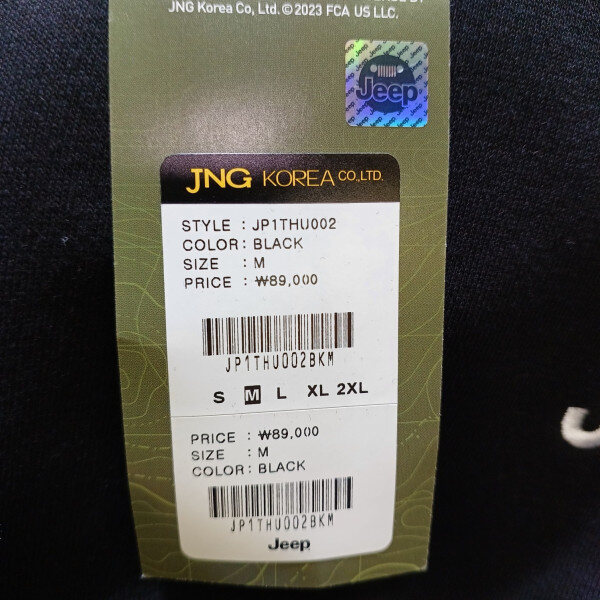 JNG Korea Co, Ltd. © 2023 FCA US LLC.
Jeep
JNG KOREA CO.,LTD.
STYLE : JP1THU002
COLOR : BLACK
SIZE : M
PRICE : ₩89,000
JP1THU002BKM
S M L XL 2XL
PRICE : ₩89,000
SIZE : M
COLOR : BLACK
JP1THU002BKM
Jeep